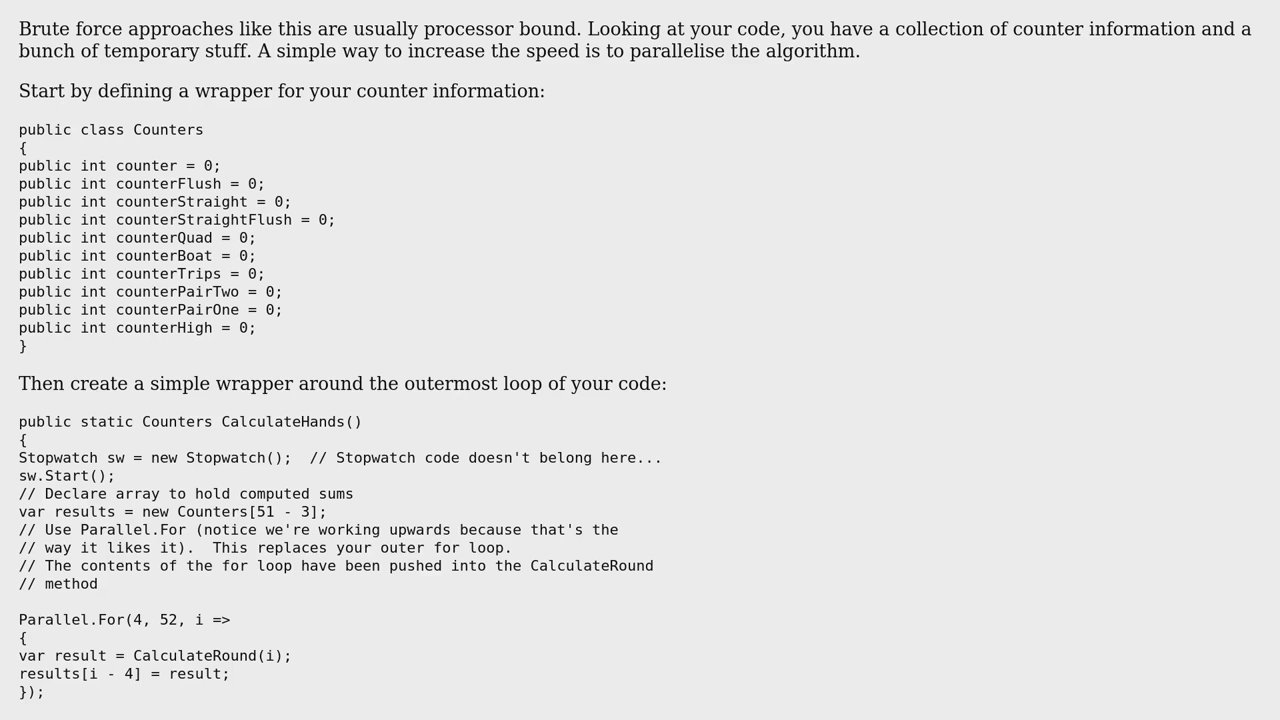 Brute force approaches like this are usually processor bound. Looking at your code, you have a collection of counter information and a
bunch of temporary stuff. A simple way to increase the speed is to parallelise the algorithm.
Start by defining a wrapper for your counter information:
public class Counters
{
public int counter = 0;
public int counterFlush = 0;
public int counterStraight = 0;
public int counterStraightFlush = 0;
public int counterQuad = 0;
public int counterBoat = 0;
public int counterTrips = 0;
public int counterPairTwo = 0;
public int counterPairOne = 0;
public int counterHigh = 0;
}
Then create a simple wrapper around the outermost loop of your code:
public static Counters CalculateHands()
{
Stopwatch sw = new Stopwatch();  // Stopwatch code doesn't belong here...
sw.Start();
// Declare array to hold computed sums
var results = new Counters[51 - 3];
// Use Parallel.For (notice we're working upwards because that's the
// way it likes it).  This replaces your outer for loop.
// The contents of the for loop have been pushed into the CalculateRound
// method
Parallel.For(4, 52, i =>
{
var result = CalculateRound(i);
results[i - 4] = result;
});